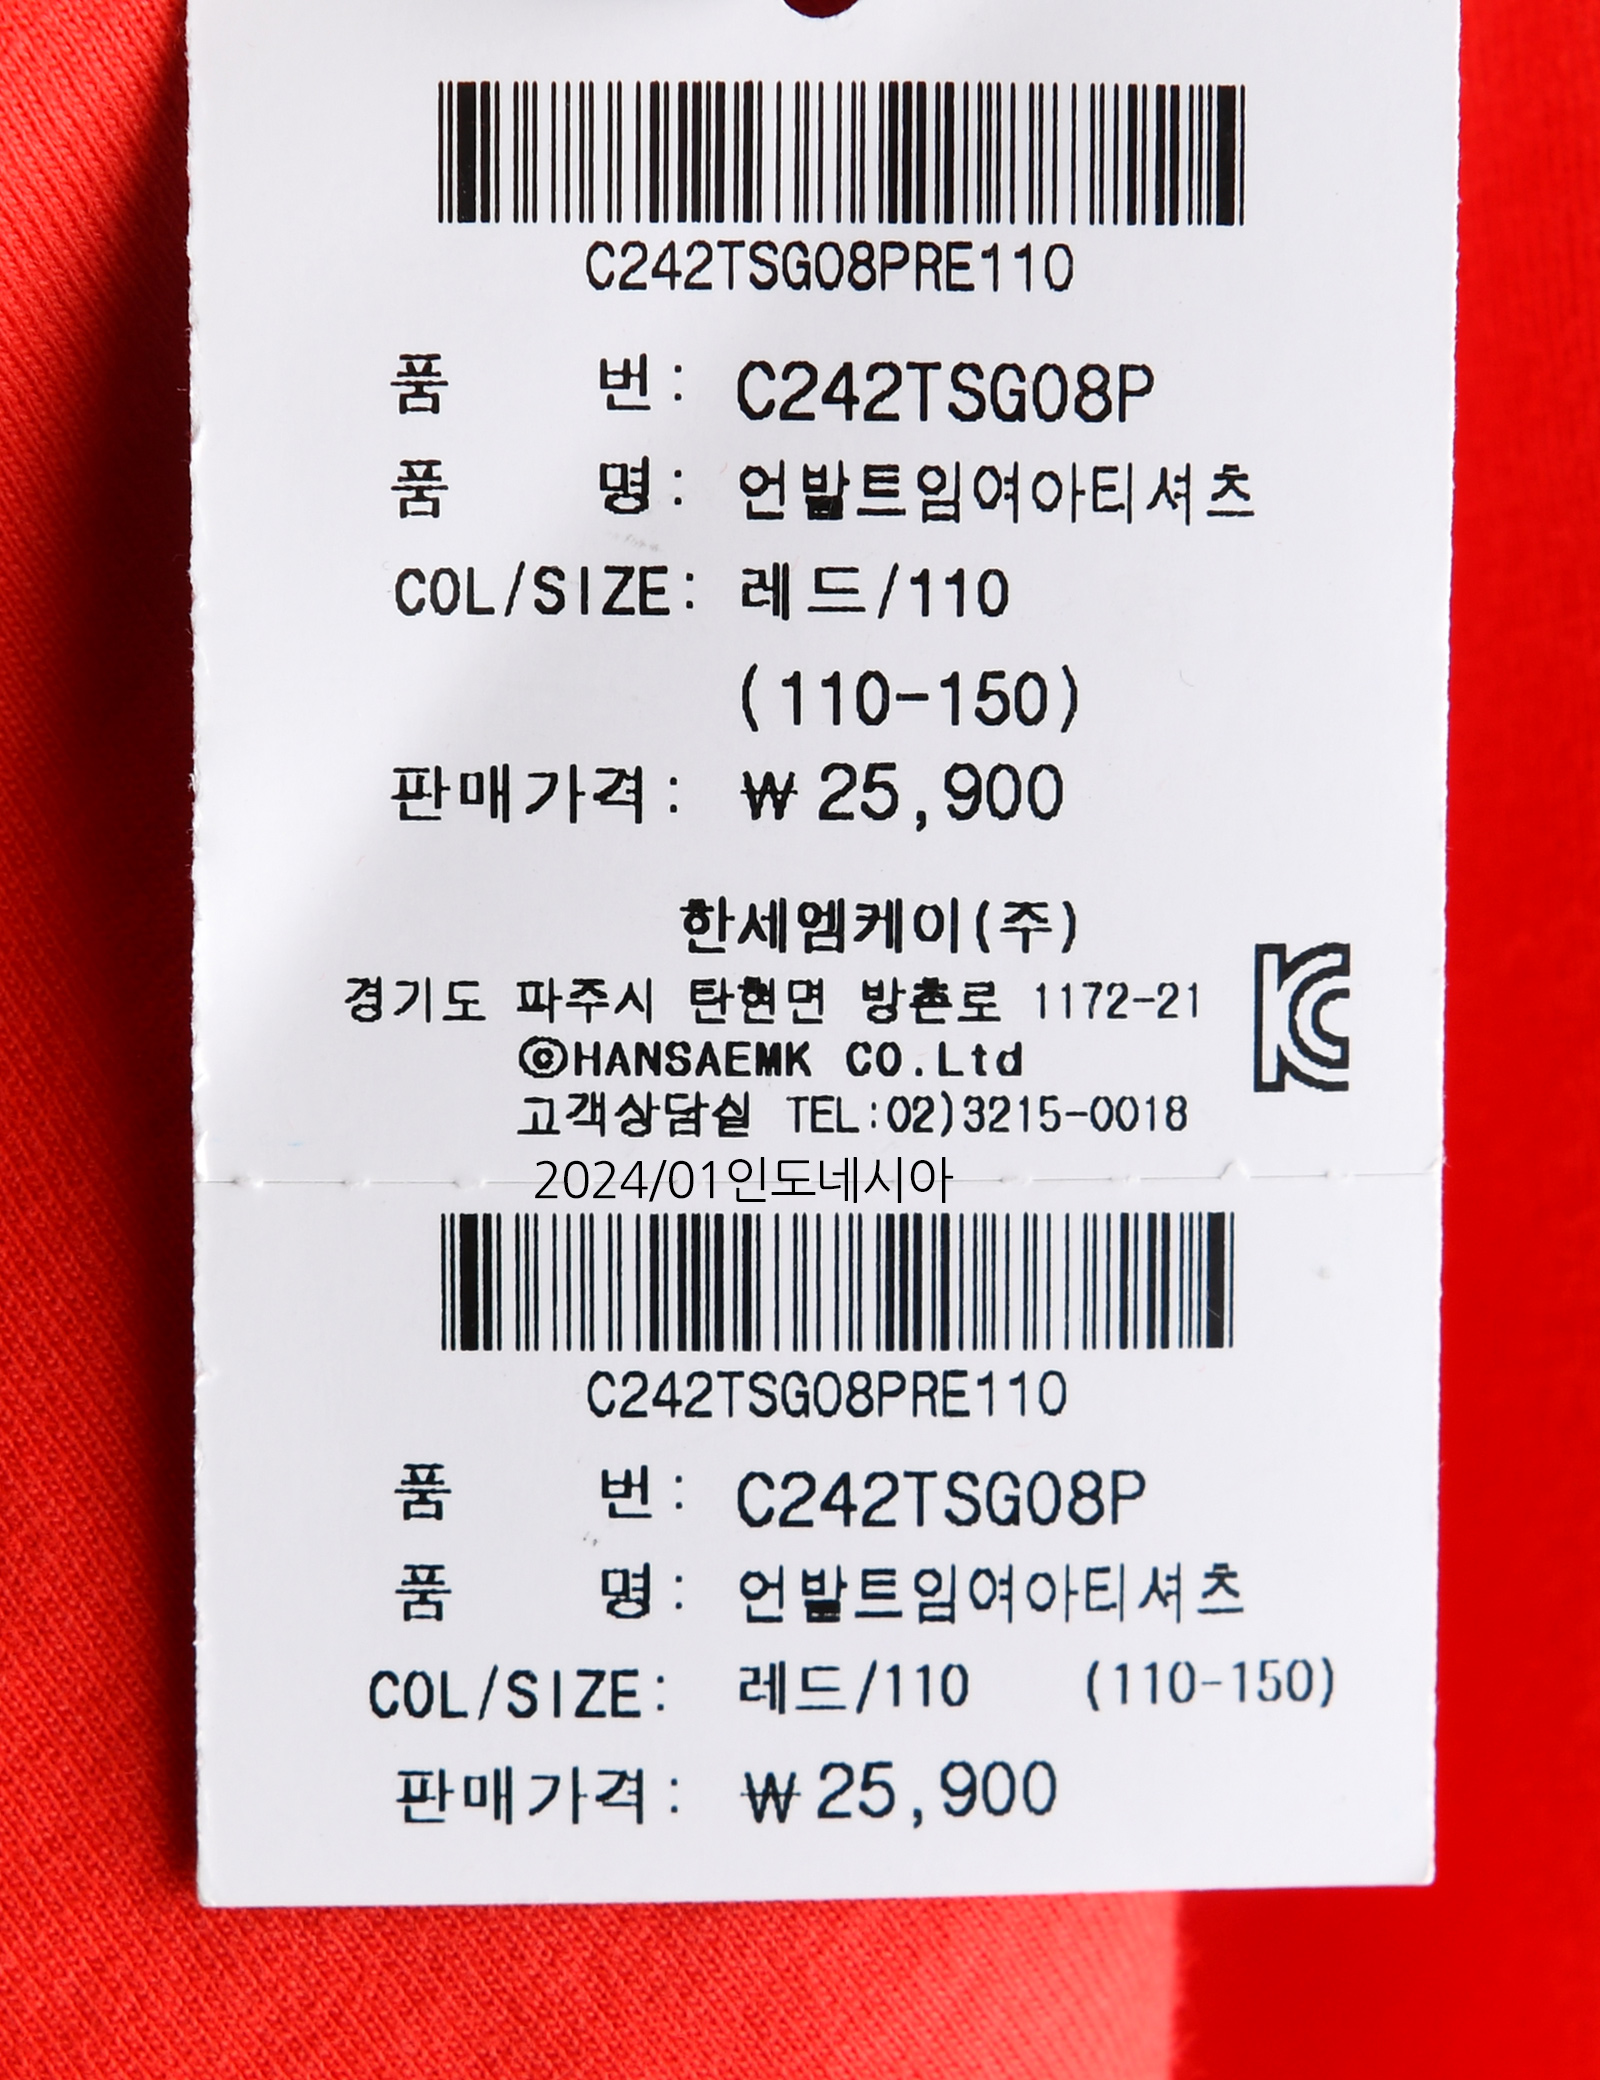 C242TSG08PRE110
품 번: C242TSG08P
품 명: 언발트임여아티셔츠
COL/SIZE: 레드/110
(110-150)
판매가격: ₩25,900
한세엠케이(주)
경기도 파주시 탄현면 방촌로 1172-21
©HANSAEMK CO.Ltd
고객상담실 TEL:02)3215-0018
2024/01인도네시아
C242TSG08PRE110
품 번: C242TSG08P
품 명: 언발트임여아티셔츠
COL/SIZE: 레드/110 (110-150)
판매가격: ₩25,900